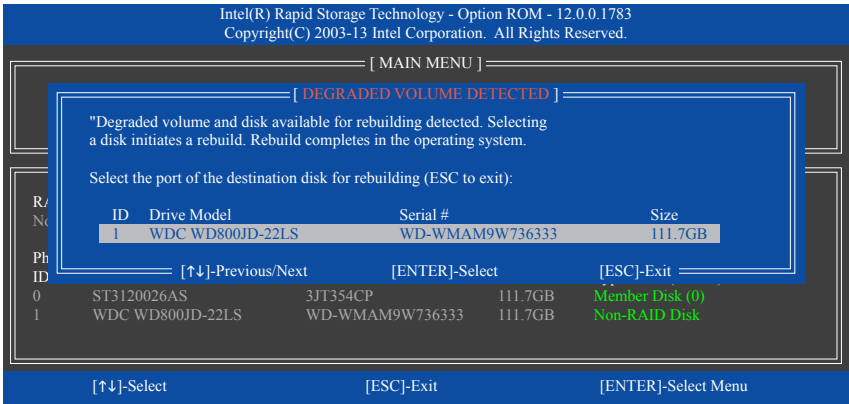 Intel(R) Rapid Storage Technology - Option ROM - 12.0.0.1783
Copyright(C) 2003-13 Intel Corporation. All Rights Reserved.
[ MAIN MENU ]
[ DEGRADED VOLUME DETECTED ]
"Degraded volume and disk available for rebuilding detected. Selecting
a disk initiates a rebuild. Rebuild completes in the operating system.
Select the port of the destination disk for rebuilding (ESC to exit):
ID Drive Model Serial # Size
1 WDC WD800JD-22LS WD-WMAM9W736333 111.7GB
[↑↓]-Previous/Next [ENTER]-Select [ESC]-Exit
ID
0 ST3120026AS 3JT354CP 111.7GB Member Disk (0)
1 WDC WD800JD-22LS WD-WMAM9W736333 111.7GB Non-RAID Disk
[↑↓]-Select [ESC]-Exit [ENTER]-Select Menu